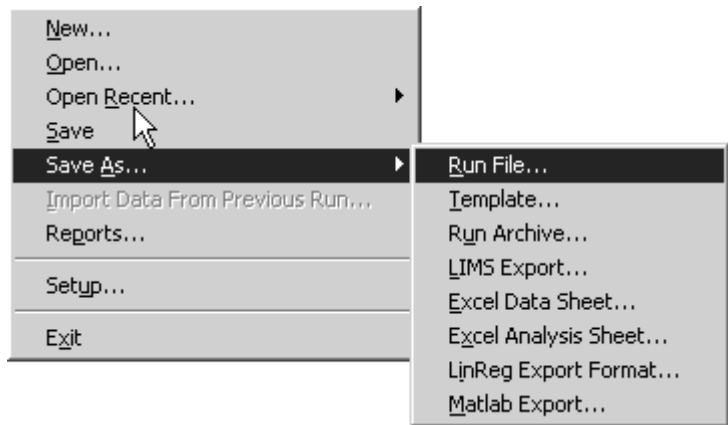 New...
Open...
Open Recent...
Save
Save As...
Import Data From Previous Run...
Reports...
Setup...
Exit
Run File...
Template...
Run Archive...
LIMS Export...
Excel Data Sheet...
Excel Analysis Sheet...
LinReg Export Format...
Matlab Export...